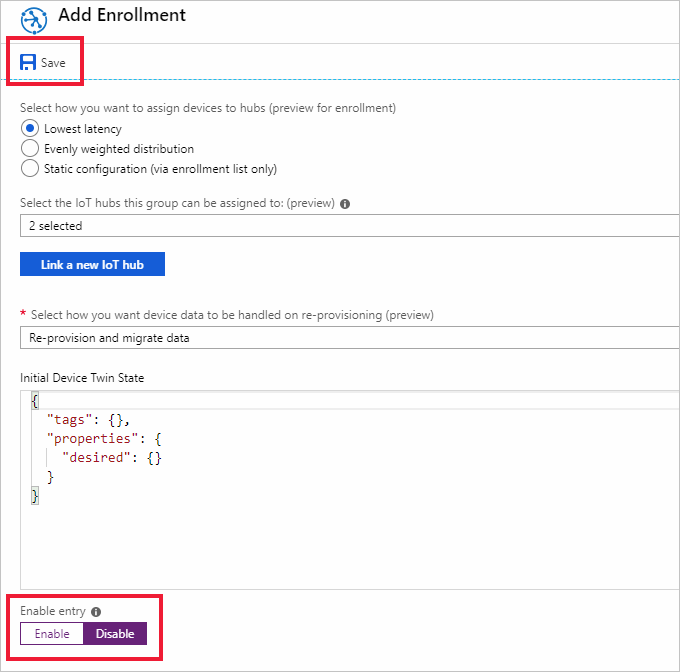 Add Enrollment
Save
Select how you want to assign devices to hubs (preview for enrollment)
Lowest latency
Evenly weighted distribution
Static configuration (via enrollment list only)
Select the IoT hubs this group can be assigned to: (preview)
2 selected
Link a new IoT hub
* Select how you want device data to be handled on re-provisioning (preview)
Re-provision and migrate data
Initial Device Twin State
{
"tags": {},
"properties": {
"desired": {}
}
}
Enable entry
Enable Disable